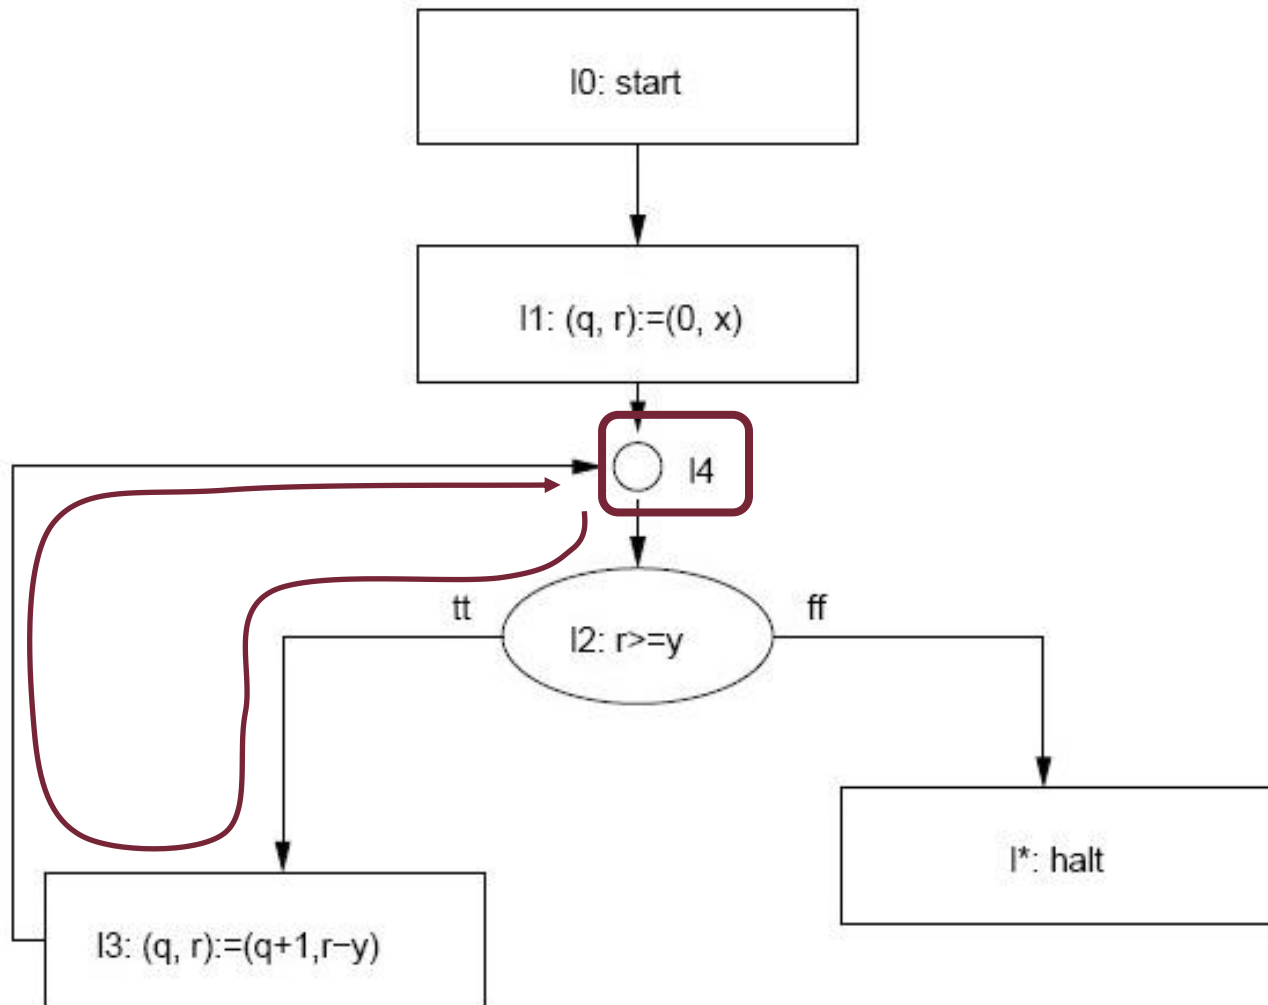 l0: start
l1: (q, r):=(0, x)
l4
tt
ff
l2: r>=y
l*: halt
l3: (q, r):=(q+1,r−y)